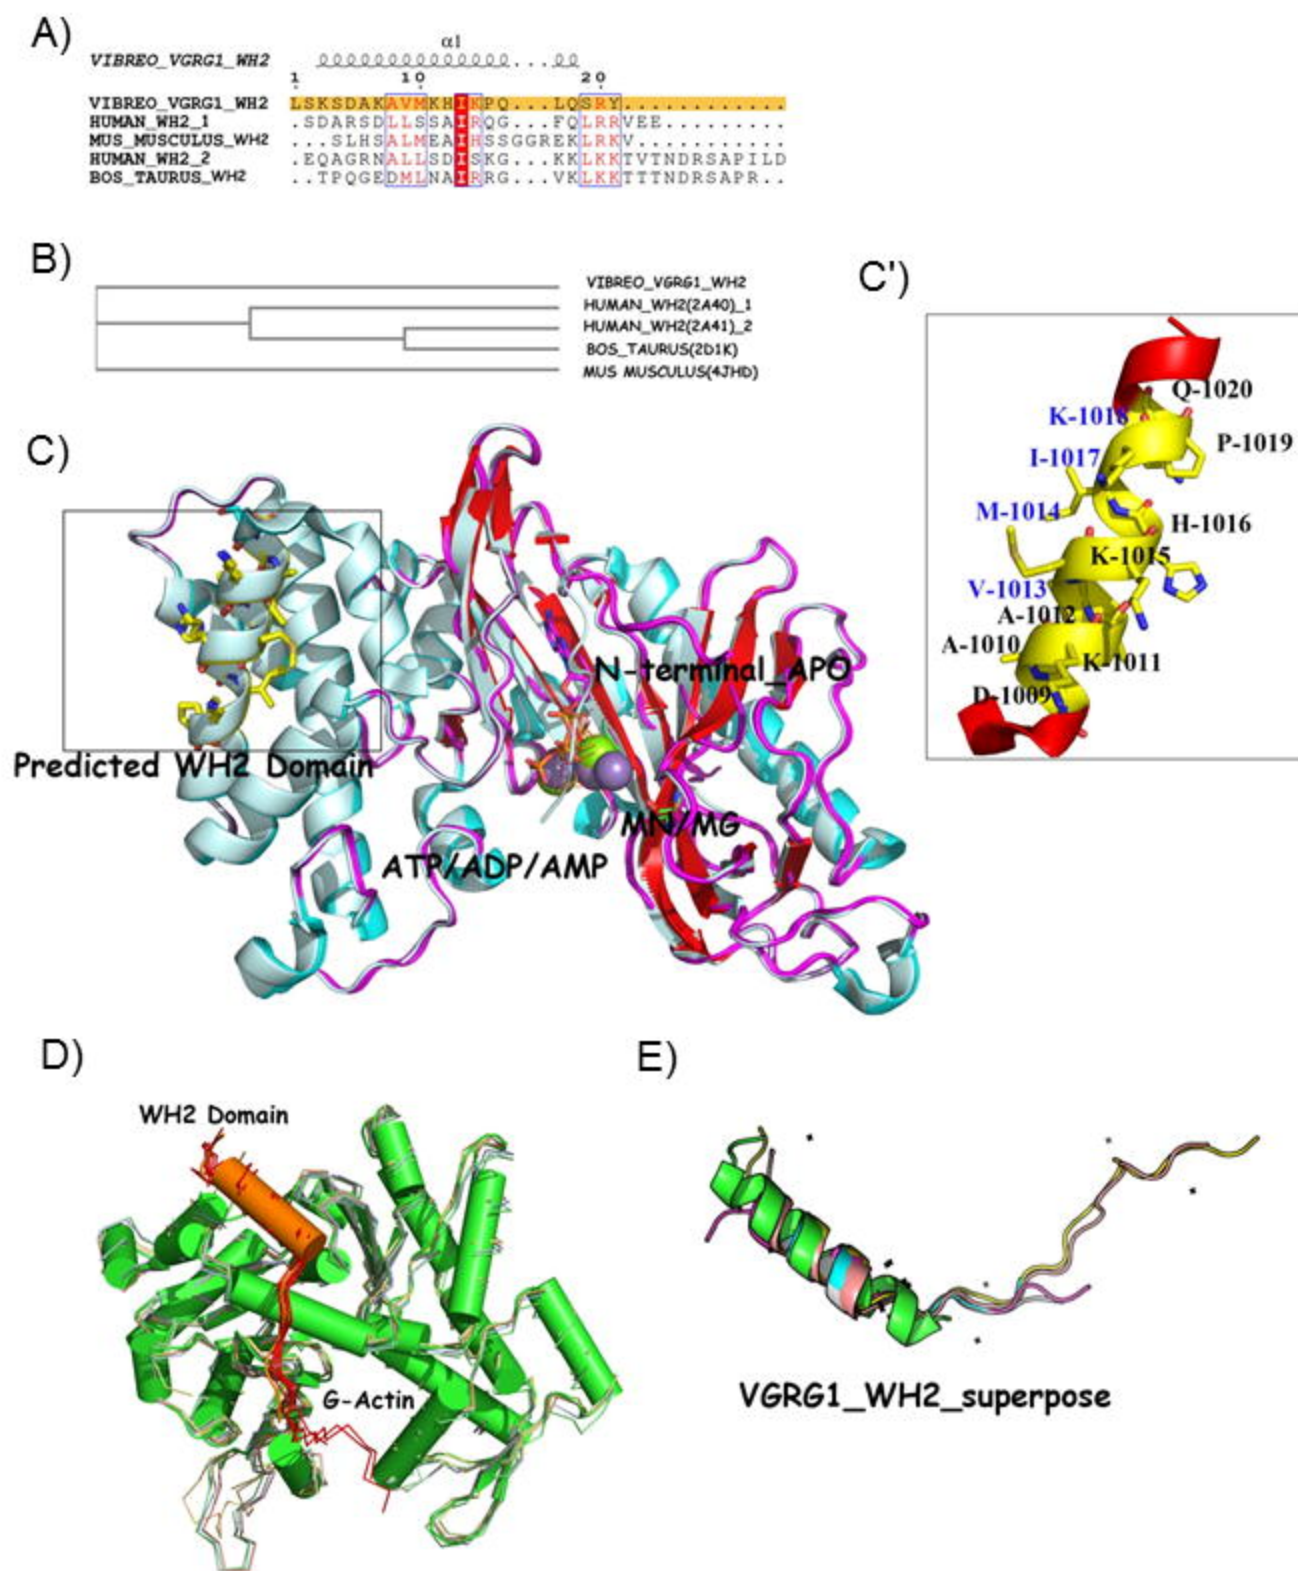 A)
α1
VIBREO_VGRG1_WH2
1 10 20
VIBREO_VGRG1_WH2 LSKSDAKAVMKHIKPQ...LQSRY............
HUMAN_WH2_1 .SDARSDLLSSAIRQG...FQLRRVEE..........
MUS_MUSCULUS_WH2 ...SLHSALMEAIHSSGGREKLRKV............
HUMAN_WH2_2 .EQAGRNALLSDISKG...KKLKKTVTNDRSAPILD
BOS_TAURUS_WH2 ..TPQGEDMLNAIRRG...VKLKKTTTNDRSAPR..
B)
VIBREO_VGRG1_WH2
HUMAN_WH2(2A40)_1
HUMAN_WH2(2A41)_2
BOS_TAURUS(2D1K)
MUS MUSCULUS(4JHD)
C')
Q-1020
K-1018
P-1019
I-1017
M-1014
H-1016
K-1015
V-1013
A-1012
A-1010
K-1011
D-1009
C)
N-terminal_APO
Predicted WH2 Domain
MN/MG
ATP/ADP/AMP
D)
WH2 Domain
G-Actin
E)
VGRG1_WH2_superpose